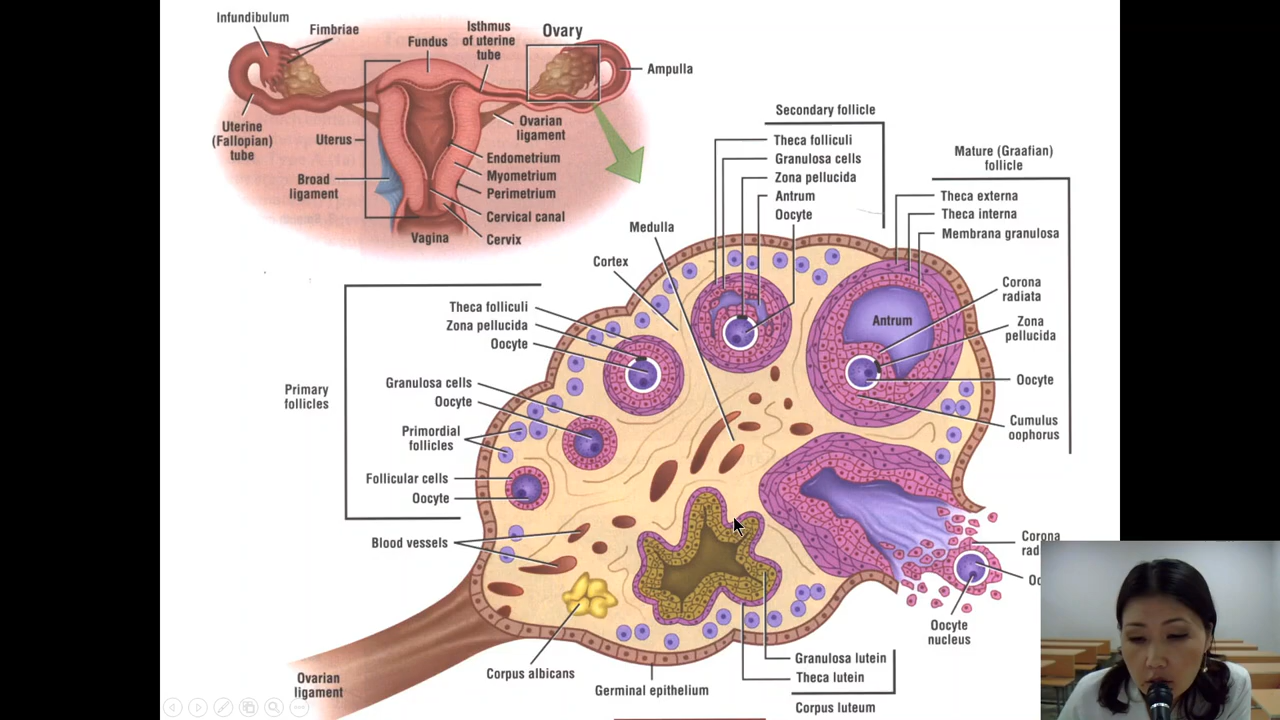 Infundibulum
Fimbriae
Fundus
Isthmus
of uterine
tube
Ovary
Ampulla
Uterine
(Fallopian)
tube
Uterus
Ovarian
ligament
Endometrium
Myometrium
Perimetrium
Broad
ligament
Cervical canal
Vagina
Cervix
Secondary follicle
Theca folliculi
Granulosa cells
Zona pellucida
Antrum
Oocyte
Mature (Graafian)
follicle
Theca externa
Theca interna
Membrana granulosa
Corona
radiata
Antrum
Zona
pellucida
Oocyte
Cumulus
oophorus
Medulla
Cortex
Theca folliculi
Zona pellucida
Oocyte
Granulosa cells
Oocyte
Primary
follicles
Primordial
follicles
Follicular cells
Oocyte
Blood vessels
Corona
Oocyte
nucleus
Granulosa lutein
Theca lutein
Corpus luteum
Corpus albicans
Germinal epithelium
Ovarian
ligament